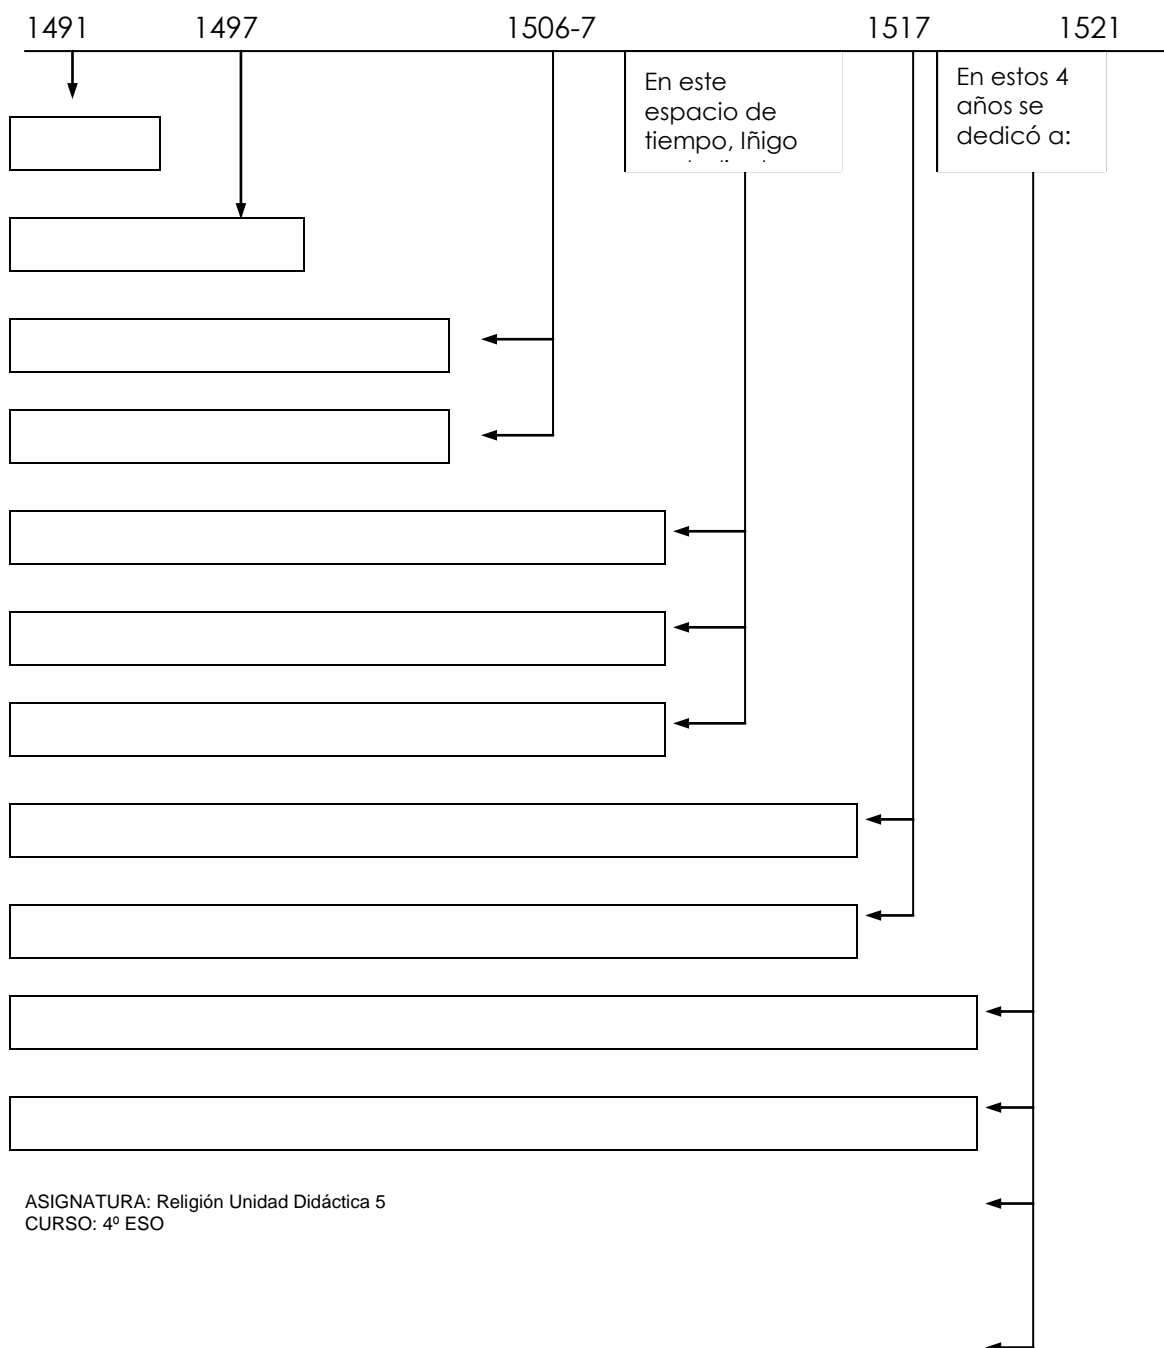 1491 1497 1506-7 1517 1521
En este
espacio de
tiempo, Iñigo
En estos 4
años se
dedicó a:
ASIGNATURA: Religión Unidad Didáctica 5
CURSO: 4º ESO